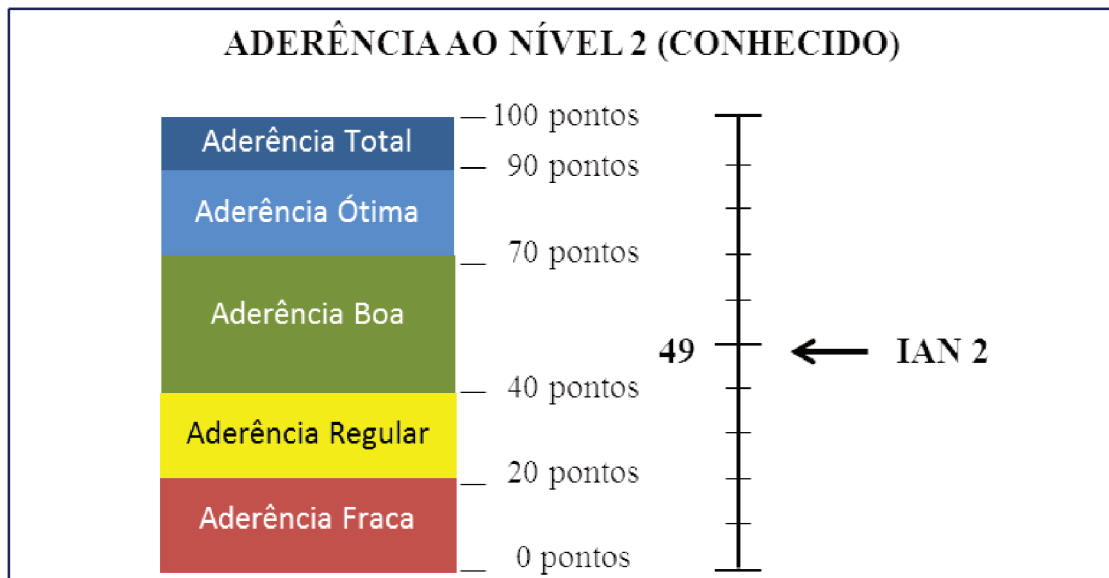 ADERÊNCIA AO NÍVEL 2 (CONHECIDO)
100 pontos
Aderência Total
90 pontos
Aderência Ótima
70 pontos
Aderência Boa
49
IAN 2
40 pontos
Aderência Regular
20 pontos
Aderência Fraca
0 pontos